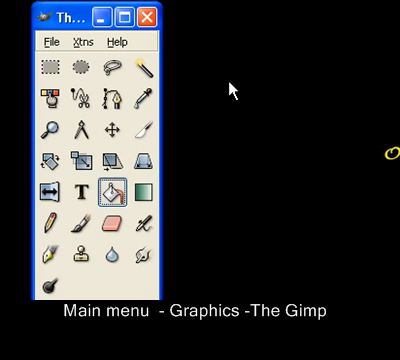 Th...
File Xtns Help
T
Main menu - Graphics -The Gimp